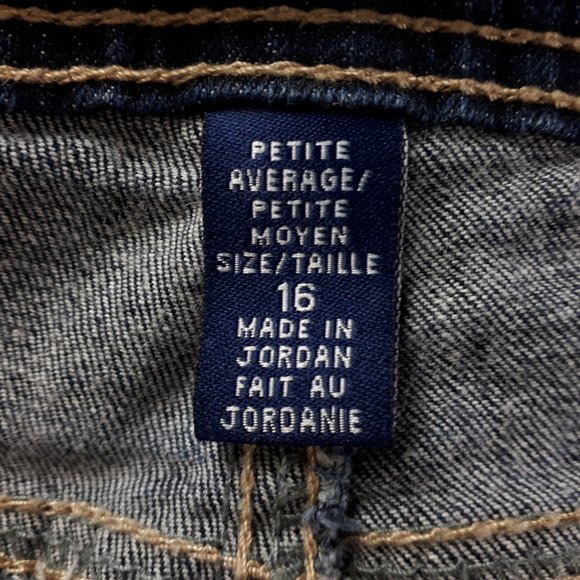 PETITE
AVERAGE/
PETITE
MOYEN
SIZE/TAILLE
16
MADE IN
JORDAN
FAIT AU
JORDANIE